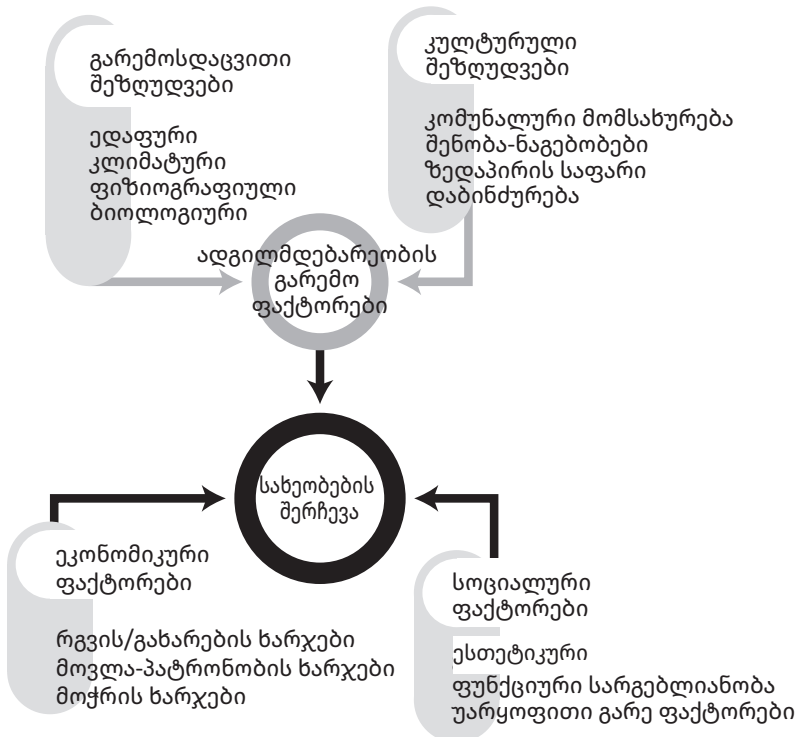 გარემოსდაცვითი
შეზღუდვები
ედაფური
კლიმატური
ფიზიოგრაფიული
ბიოლოგიური
კულტურული
შეზღუდვები
კომუნალური მომსახურება
შენობა-ნაგებობები
ზედაპირის საფარი
დაბინძურება
ადგილმდებარეობის
გარემო
ფაქტორები
სახეობების
შერჩევა
ეკონომიკური
ფაქტორები
რგვის/გახარების ხარჯები
მოვლა-პატრონობის ხარჯები
მოჭრის ხარჯები
სოციალური
ფაქტორები
ესთეტიკური
ფუნქციური სარგებლიანობა
უარყოფითი გარე ფაქტორები